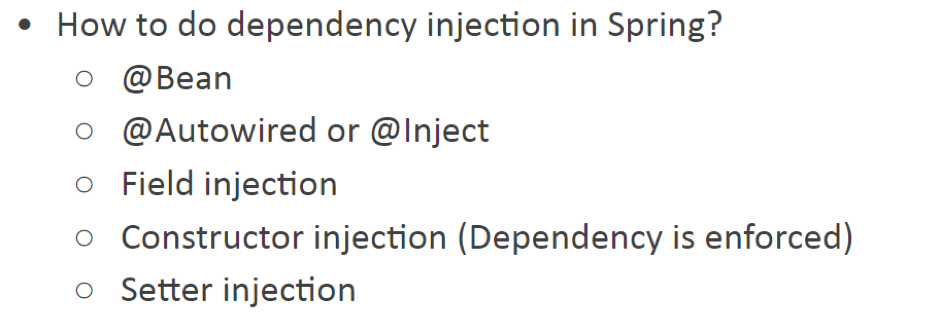 • How to do dependency injection in Spring?
○ @Bean
○ @Autowired or @Inject
○ Field injection
○ Constructor injection (Dependency is enforced)
○ Setter injection